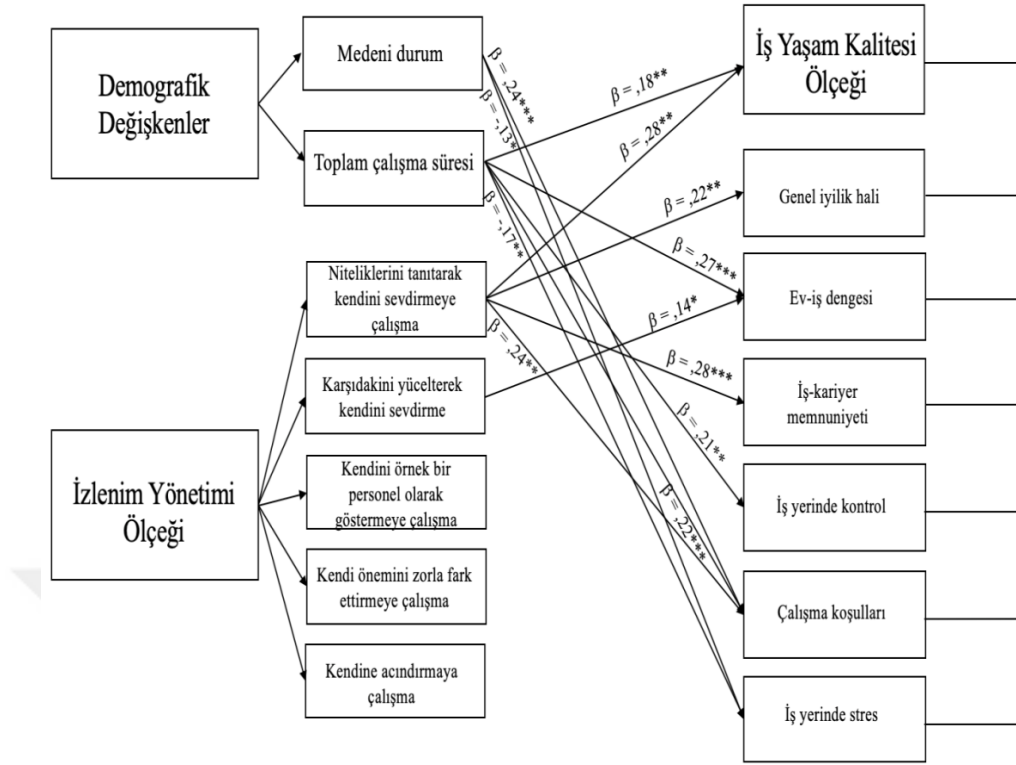 Demografik
Değişkenler
Medeni durum
Toplam çalışma süresi
İzlenim Yönetimi
Ölçeği
Niteliklerini tanıtarak
kendini sevdirmeye
çalışma
Karşıdakini yücelterek
kendini sevdirme
Kendini örnek bir
personel olarak
göstermeye çalışma
Kendi önemini zorla fark
ettirmeye çalışma
Kendine acındırmaya
çalışma
β = ,24***
β = -,13*
β = -,17**
β = ,18**
β = ,28**
β = ,22**
β = ,27***
β = ,14*
β = ,24**
β = ,28***
β = ,21**
β = ,22***
İş Yaşam Kalitesi
Ölçeği
Genel iyilik hali
Ev-iş dengesi
İş-kariyer
memnuniyeti
İş yerinde kontrol
Çalışma koşulları
İş yerinde stres